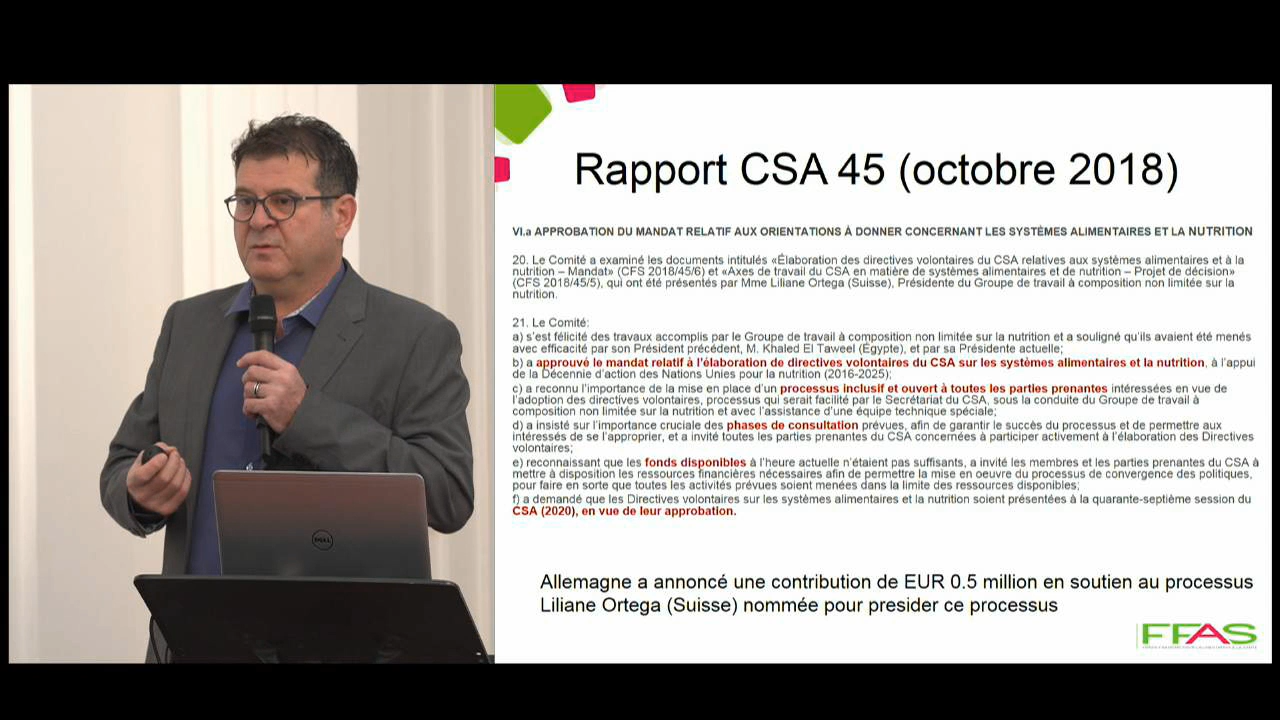 Rapport CSA 45 (octobre 2018)
VI.a APPROBATION DU MANDAT RELATIF AUX ORIENTATIONS À DONNER CONCERNANT LES SYSTÈMES ALIMENTAIRES ET LA NUTRITION
20. Le Comité a examiné les documents intitulés «Élaboration des directives volontaires du CSA relatives aux systèmes alimentaires et à la
nutrition – Mandat» (CFS 2018/45/6) et «Axes de travail du CSA en matière de systèmes alimentaires et de nutrition – Projet de décision»
(CFS 2018/45/5), qui ont été présentés par Mme Liliane Ortega (Suisse), Présidente du Groupe de travail à composition non limitée sur la
nutrition.
21. Le Comité:
a) s'est félicité des travaux accomplis par le Groupe de travail à composition non limitée sur la nutrition et a souligné qu'ils avaient été menés
avec efficacité par son Président précédent, M. Khaled El Taweel (Égypte), et par sa Présidente actuelle;
b) a approuvé le mandat relatif à l'élaboration de directives volontaires du CSA sur les systèmes alimentaires et la nutrition, à l'appui
de la Décennie d'action des Nations Unies pour la nutrition (2016-2025);
c) a reconnu l'importance de la mise en place d'un processus inclusif et ouvert à toutes les parties prenantes intéressées en vue de
l'adoption des directives volontaires, processus qui serait facilité par le Secrétariat du CSA, sous la conduite du Groupe de travail à
composition non limitée sur la nutrition et avec l'assistance d'une équipe technique spéciale;
d) a insisté sur l'importance cruciale des phases de consultation prévues, afin de garantir le succès du processus et de permettre aux
intéressés de se l'approprier, et a invité toutes les parties prenantes du CSA concernées à participer activement à l'élaboration des Directives
volontaires;
e) reconnaissant que les fonds disponibles à l'heure actuelle n'étaient pas suffisants, a invité les membres et les parties prenantes du CSA à
mettre à disposition les ressources financières nécessaires afin de permettre la mise en oeuvre du processus de convergence des politiques,
pour faire en sorte que toutes les activités prévues soient menées dans la limite des ressources disponibles;
f) a demandé que les Directives volontaires sur les systèmes alimentaires et la nutrition soient présentées à la quarante-septième session du
CSA (2020), en vue de leur approbation.
Allemagne a annoncé une contribution de EUR 0.5 million en soutien au processus
Liliane Ortega (Suisse) nommée pour presider ce processus
FFAS
DELL